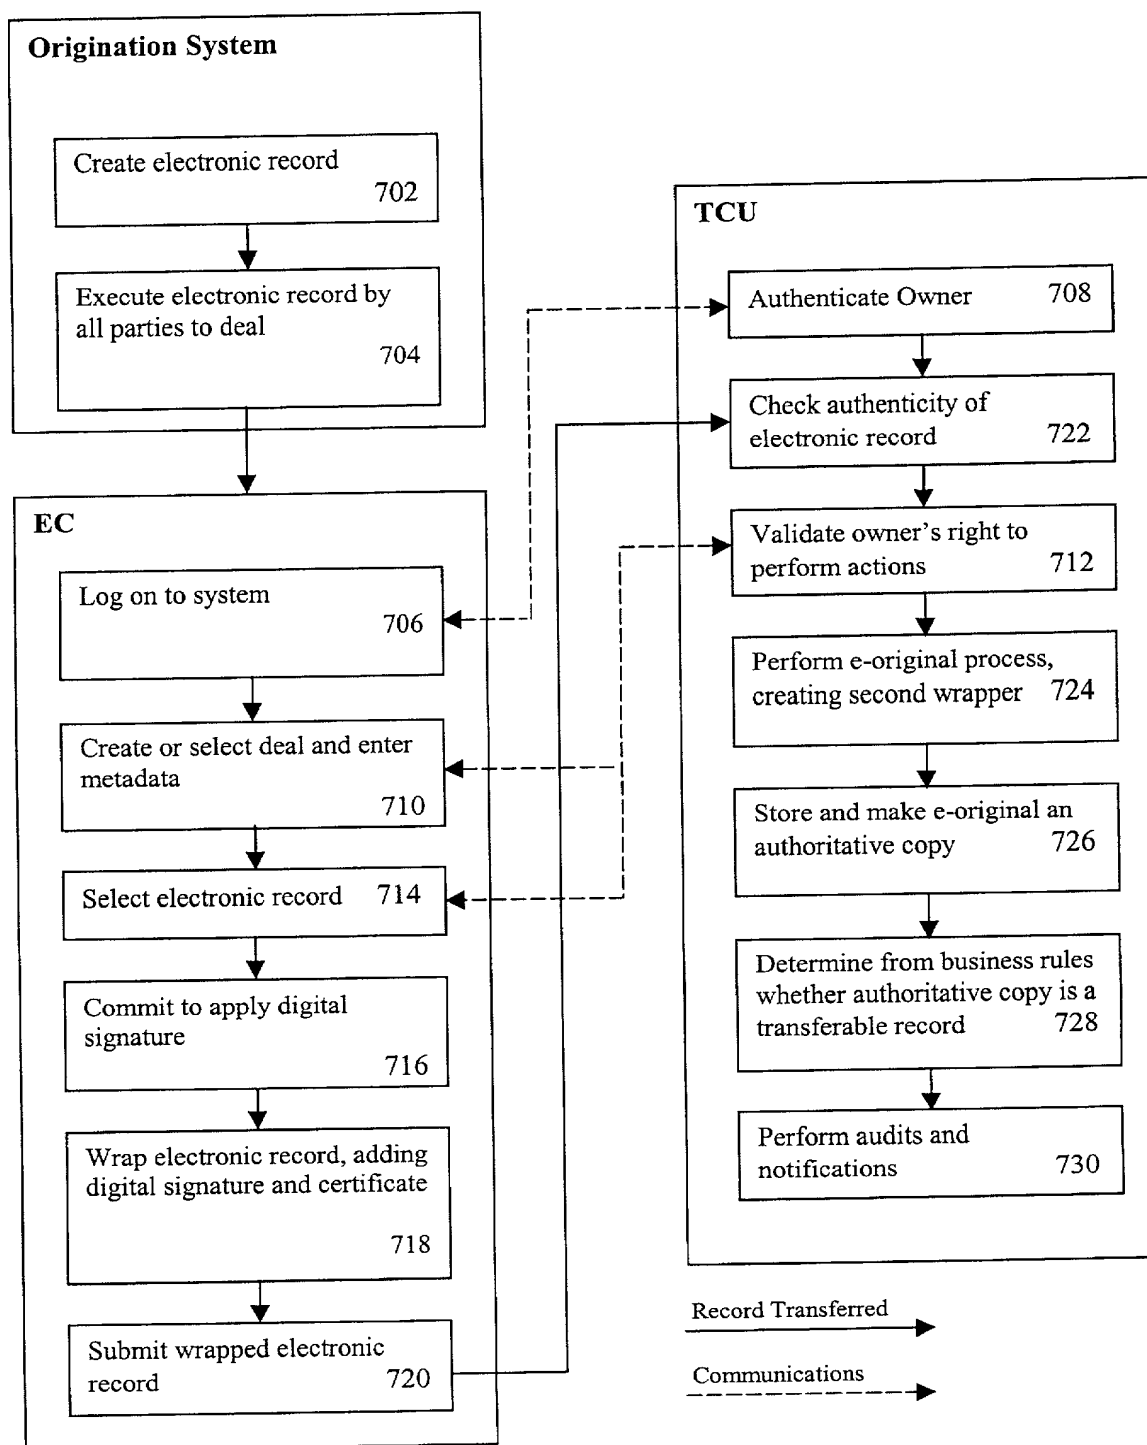 Origination System
Create electronic record
702
Execute electronic record by
all parties to deal
704
EC
Log on to system
706
Create or select deal and enter
metadata
710
Select electronic record 714
Commit to apply digital
signature
716
Wrap electronic record, adding
digital signature and certificate
718
Submit wrapped electronic
record 720
TCU
Authenticate Owner 708
Check authenticity of
electronic record 722
Validate owner's right to
perform actions 712
Perform e-original process,
creating second wrapper 724
Store and make e-original an
authoritative copy 726
Determine from business rules
whether authoritative copy is a
transferable record 728
Perform audits and
notifications 730
Record Transferred
Communications